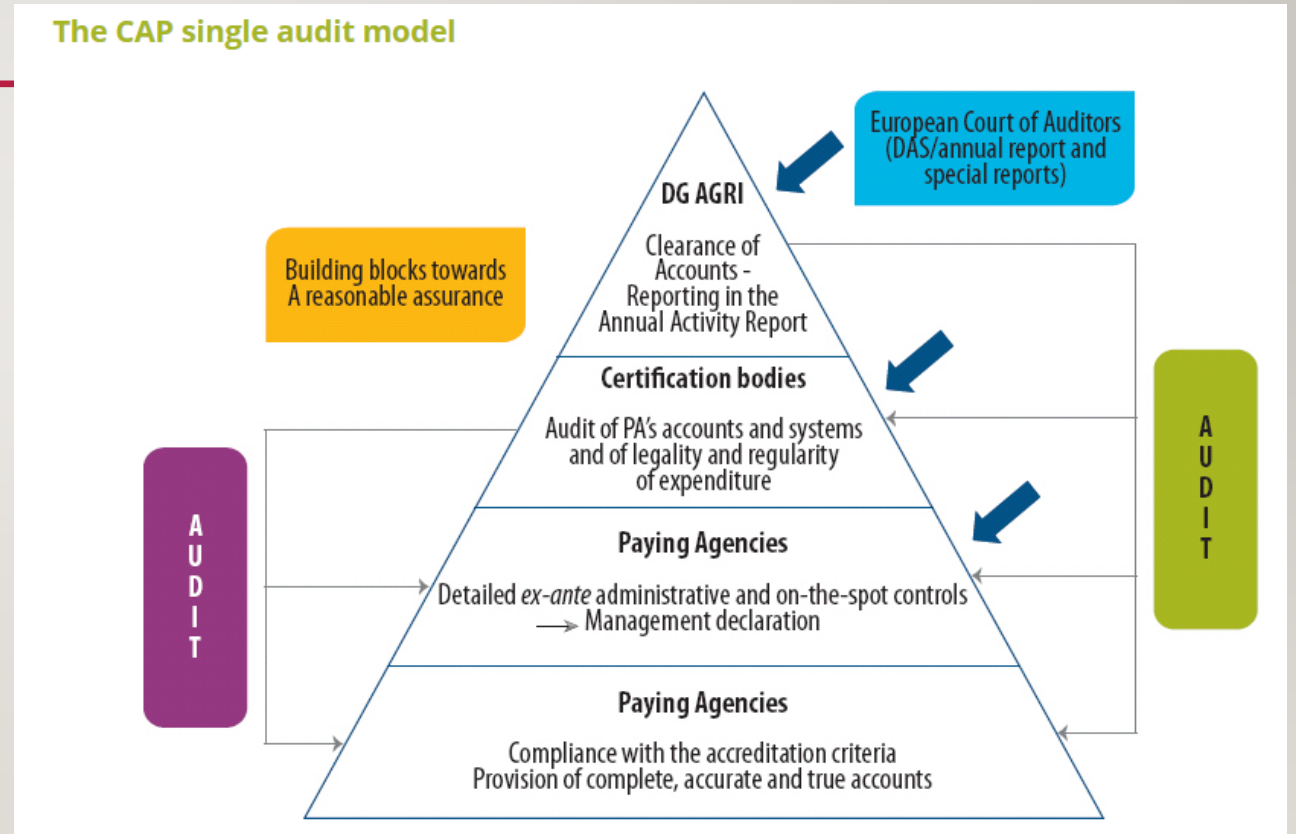 The CAP single audit model
European Court of Auditors
(DAS/annual report and
special reports)
DG AGRI
Clearance of
Accounts -
Reporting in the
Annual Activity Report
Building blocks towards
A reasonable assurance
Certification bodies
Audit of PA's accounts and systems
and of legality and regularity
of expenditure
AUDIT
Paying Agencies
Detailed ex-ante administrative and on-the-spot controls
→ Management declaration
AUDIT
Paying Agencies
Compliance with the accreditation criteria
Provision of complete, accurate and true accounts